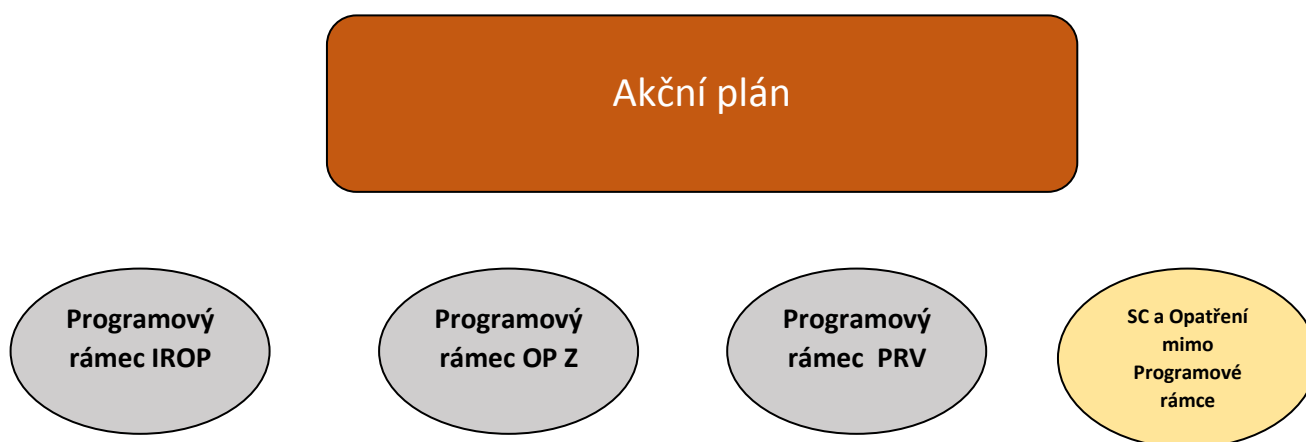 Akční plán
Programový
rámec IROP
Programový
rámec OP Z
Programový
rámec  PRV
SC a Opatření
mimo
Programové
rámce